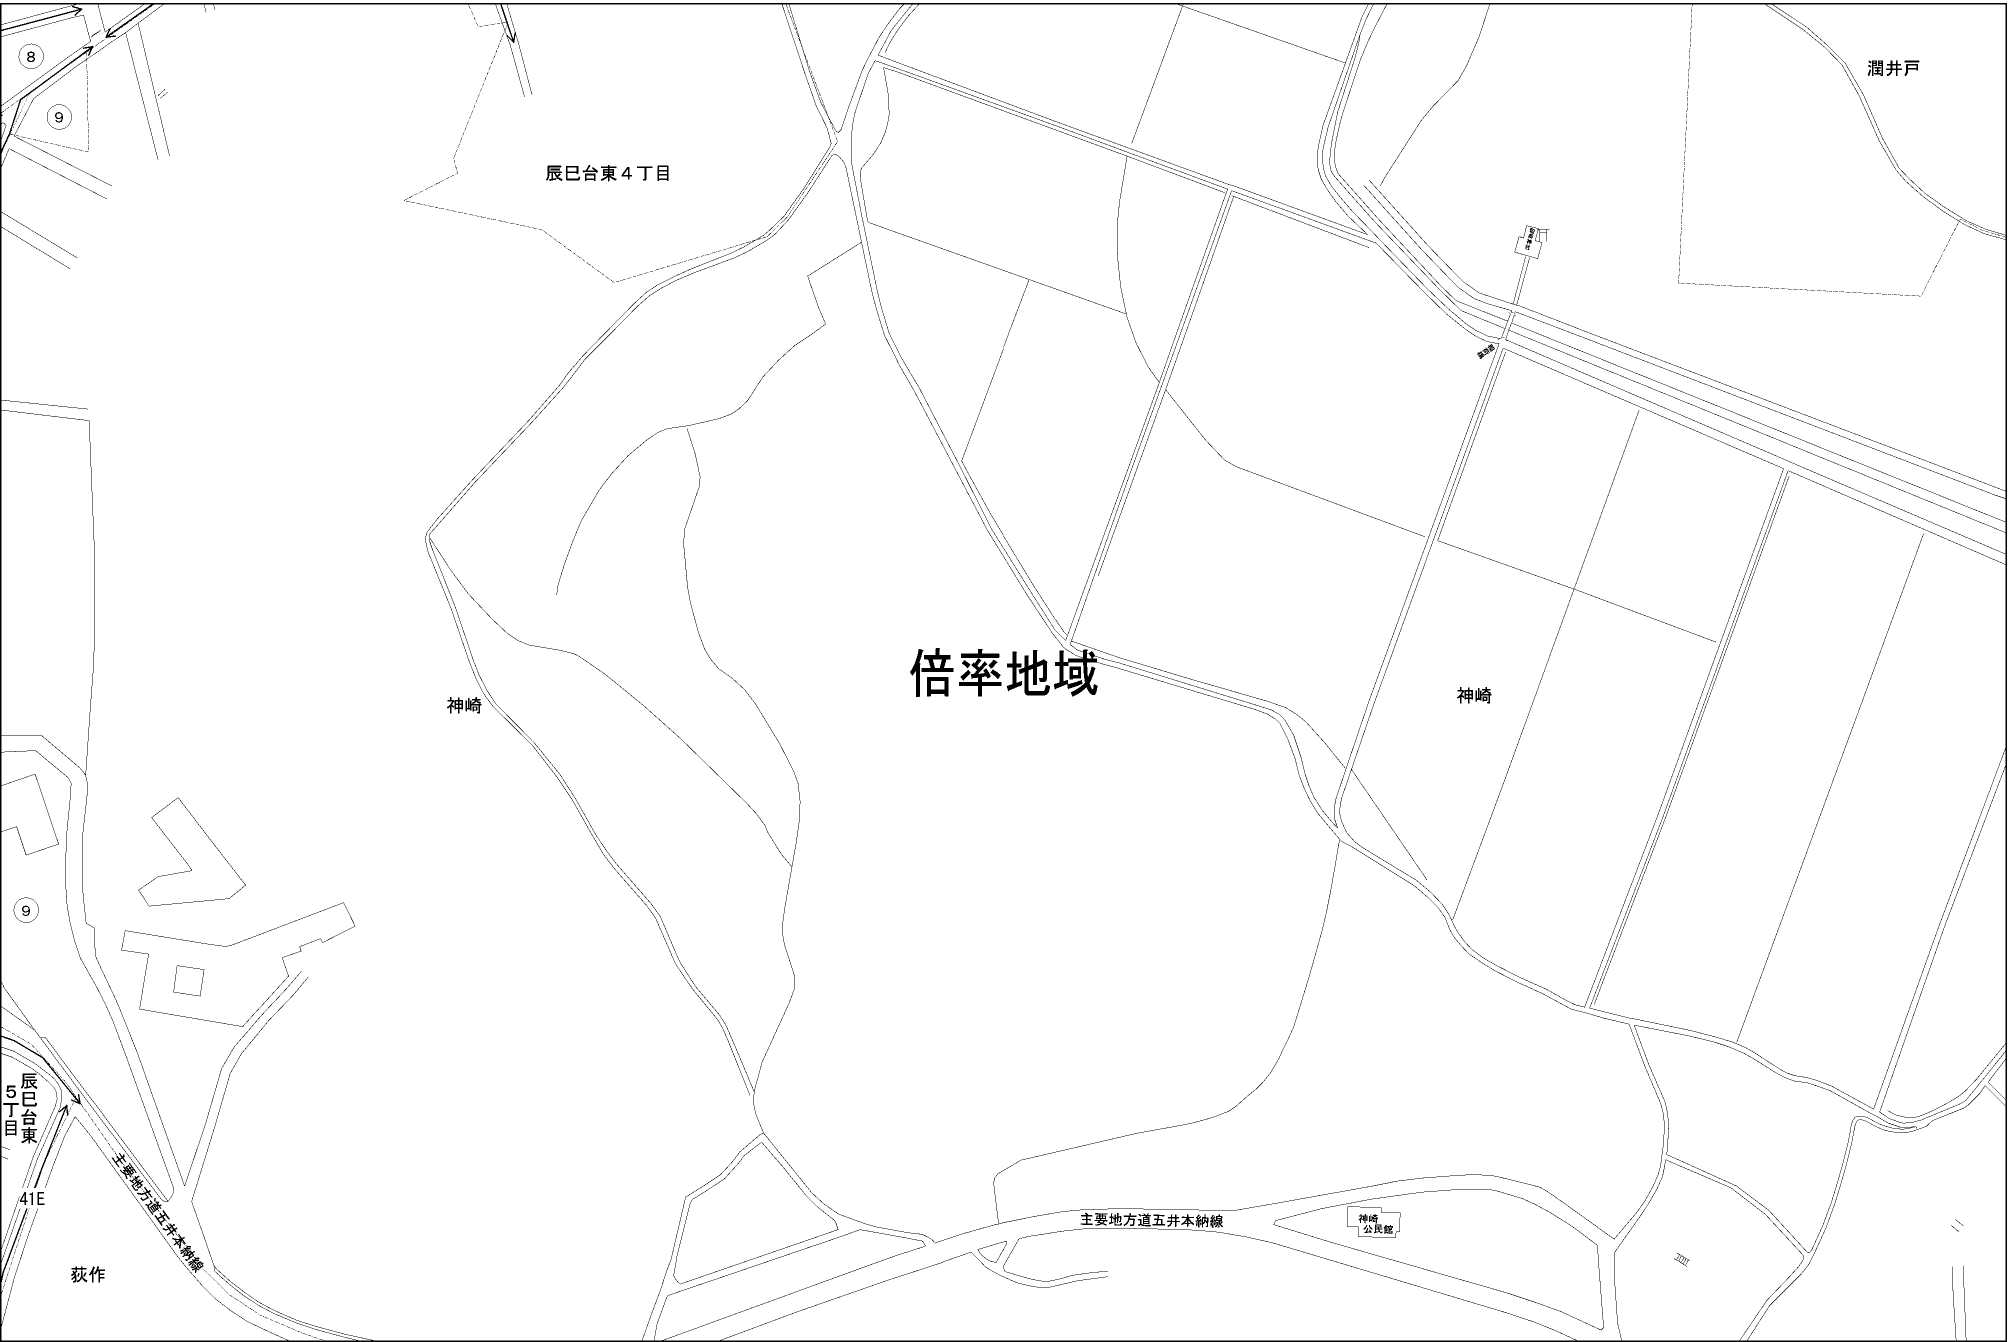 8
潤井戸
9
辰巳台東４丁目
倍率地域
神崎
神崎
9
辰巳台東
５丁目
主要地方道五井本納線
41E
主要地方道五井本納線
神崎
公民館
荻作